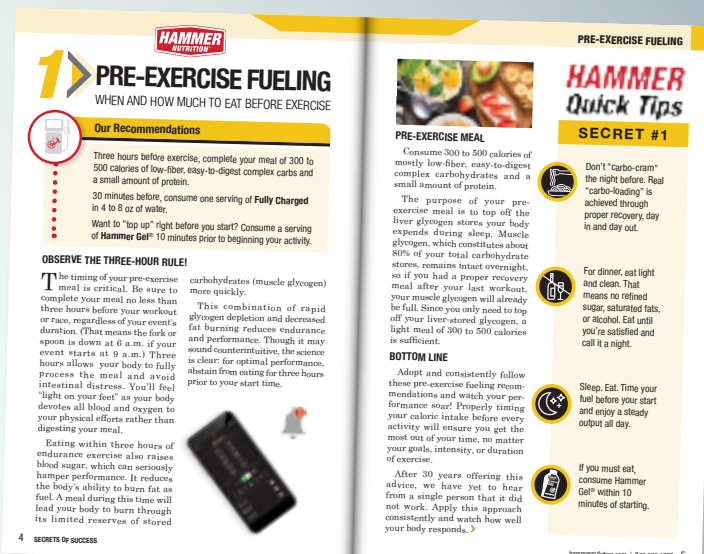 HAMMER
NUTRITION®
1
PRE-EXERCISE FUELING
WHEN AND HOW MUCH TO EAT BEFORE EXERCISE
Our Recommendations
Three hours before exercise, complete your meal of 300 to
500 calories of low-fiber, easy-to-digest complex carbs and
a small amount of protein.
30 minutes before, consume one serving of Fully Charged
in 4 to 8 oz of water.
Want to "top up" right before you start? Consume a serving
of Hammer Gel® 10 minutes prior to beginning your activity.
OBSERVE THE THREE-HOUR RULE!
The timing of your pre-exercise
meal is critical. Be sure to
complete your meal no less than
three hours before your workout
or race, regardless of your event's
duration. (That means the fork or
spoon is down at 6 a.m. if your
event starts at 9 a.m.) Three
hours allows your body to fully
process the meal and avoid
intestinal distress. You'll feel
"light on your feet" as your body
devotes all blood and oxygen to
your physical efforts rather than
digesting your meal.
Eating within three hours of
endurance exercise also raises
blood sugar, which can seriously
hamper performance. It reduces
the body's ability to burn fat as
fuel. A meal during this time will
lead your body to burn through
its limited reserves of stored
carbohydrates (muscle glycogen)
more quickly.
This combination of rapid
glycogen depletion and decreased
fat burning reduces endurance
and performance. Though it may
sound counterintuitive, the science
is clear: for optimal performance,
abstain from eating for three hours
prior to your start time.
4 SECRETS OF SUCCESS
PRE-EXERCISE FUELING
PRE-EXERCISE MEAL
Consume 300 to 500 calories of
mostly low-fiber, easy-to-digest
complex carbohydrates and a
small amount of protein.
The purpose of your pre-
exercise meal is to top off the
liver glycogen stores your body
expends during sleep. Muscle
glycogen, which constitutes about
80% of your total carbohydrate
stores, remains intact overnight,
so if you had a proper recovery
meal after your last workout,
your muscle glycogen will already
be full. Since you only need to top
off your liver-stored glycogen, a
light meal of 300 to 500 calories
is sufficient.
BOTTOM LINE
Adopt and consistently follow
these pre-exercise fueling recom-
mendations and watch your per-
formance soar! Properly timing
your caloric intake before every
activity will ensure you get the
most out of your time, no matter
your goals, intensity, or duration
of exercise.
After 30 years offering this
advice, we have yet to hear
from a single person that it did
not work. Apply this approach
consistently and watch how well
your body responds.
HAMMER
Quick Tips
SECRET #1
Don't "carbo-cram"
the night before. Real
"carbo-loading" is
achieved through
proper recovery, day
in and day out.
For dinner, eat light
and clean. That
means no refined
sugar, saturated fats,
or alcohol. Eat until
you're satisfied and
call it a night.
Sleep. Eat. Time your
fuel before your start
and enjoy a steady
output all day.
If you must eat,
consume Hammer
Gel® within 10
minutes of starting.